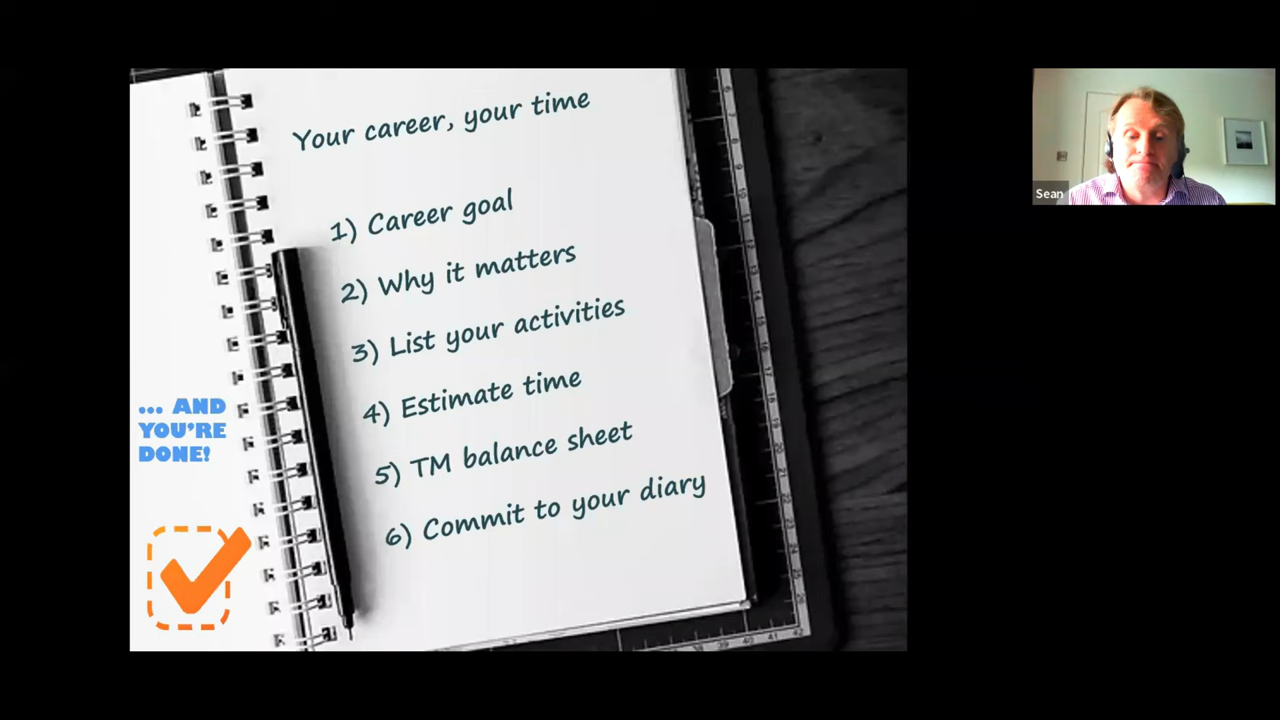 Your career, your time
1) Career goal
2) Why it matters
3) List your activities
4) Estimate time
5) TM balance sheet
6) Commit to your diary
... AND
YOU'RE
DONE!
Sean